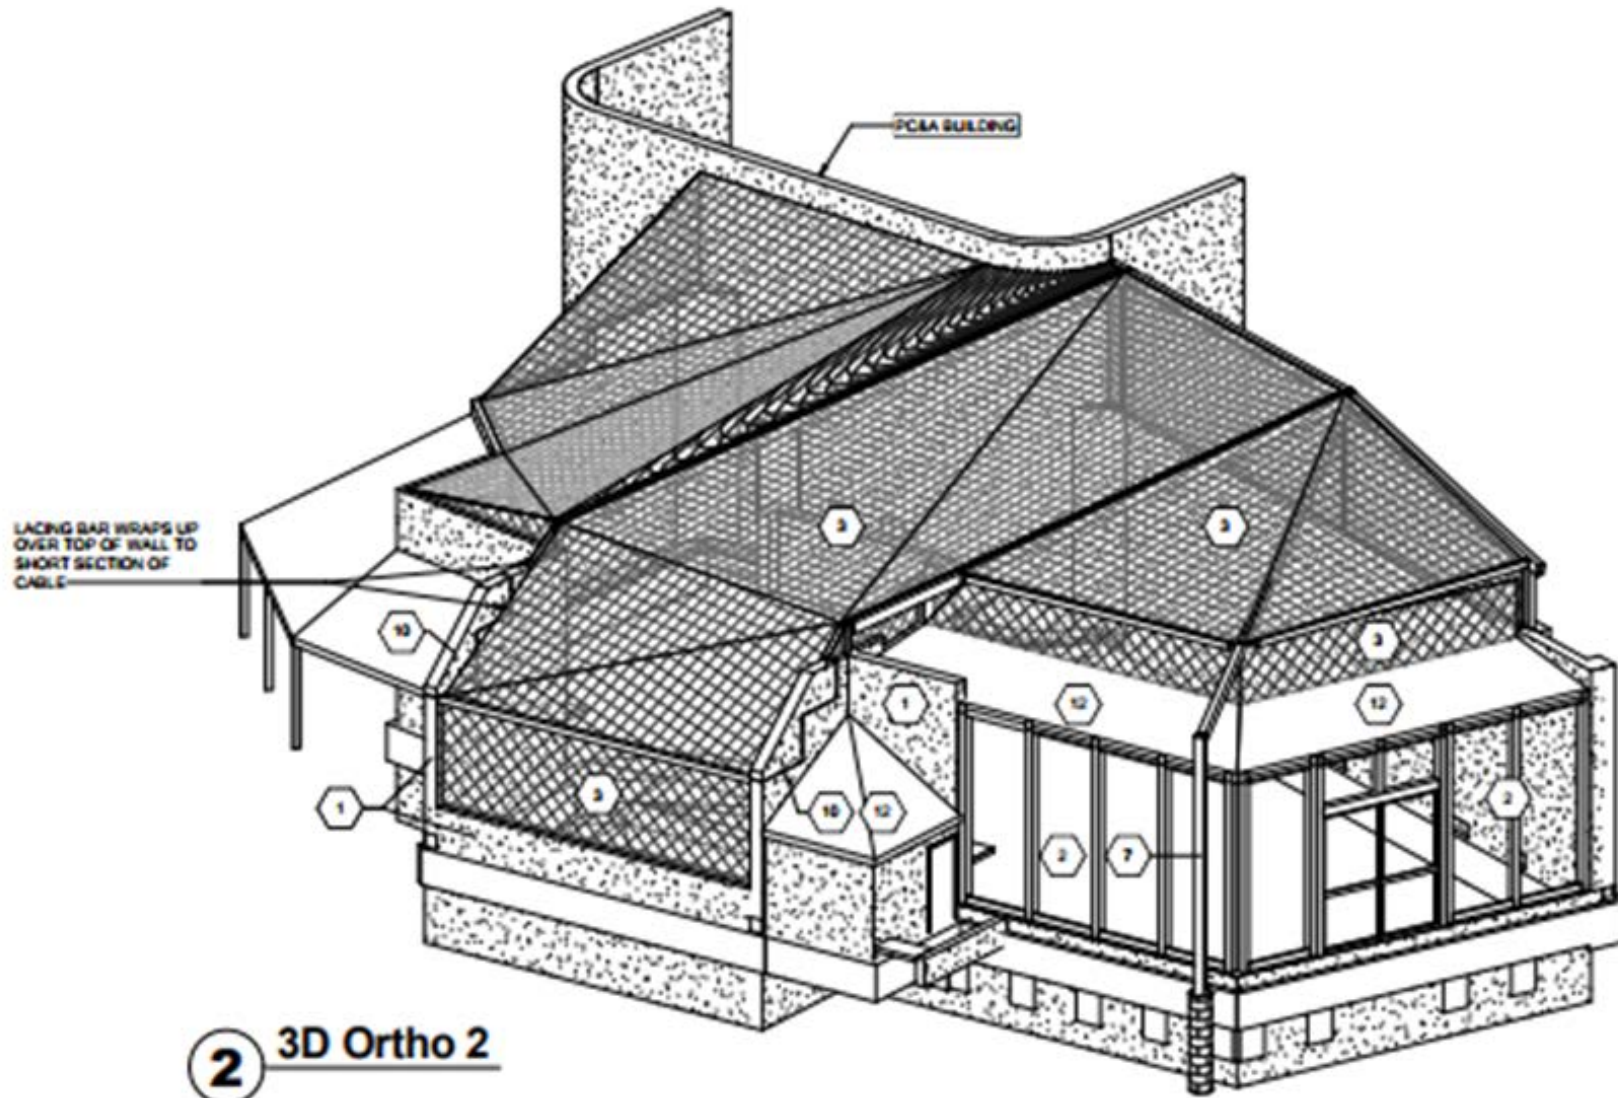 PC&A BUILDING
LACING BAR WRAPS UP
OVER TOP OF WALL TO
SHORT SECTION OF
CABLE
3
3
10
3
1
12
12
3
1
10
12
2
7
2
2 3D Ortho 2